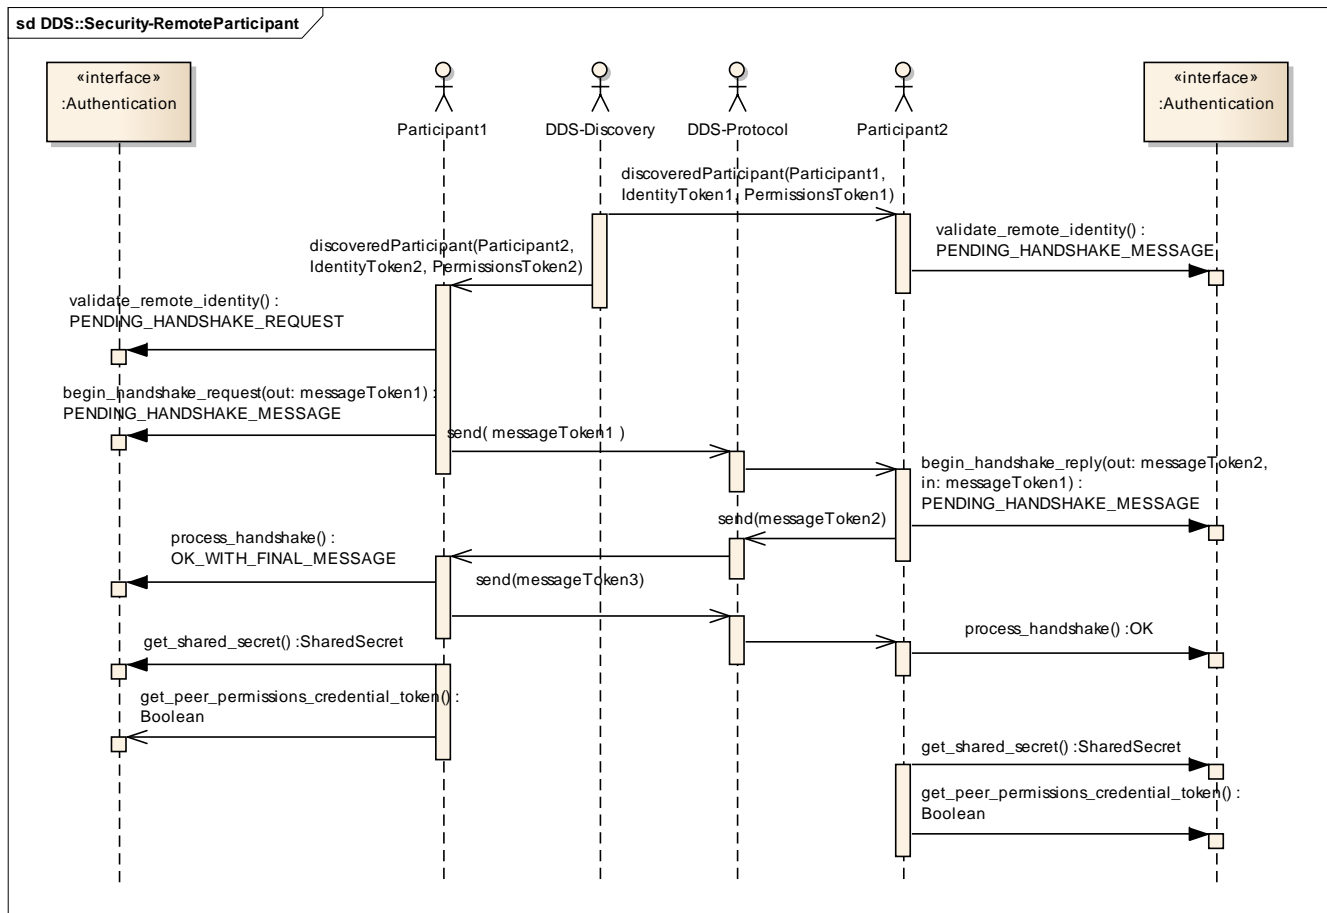 sd DDS::Security-RemoteParticipant
«interface»
:Authentication
Participant1
DDS-Discovery
DDS-Protocol
Participant2
«interface»
:Authentication
discoveredParticipant(Participant1,
IdentityToken1, PermissionsToken1)
validate_remote_identity() :
PENDING_HANDSHAKE_MESSAGE
discoveredParticipant(Participant2,
IdentityToken2, PermissionsToken2)
validate_remote_identity() :
PENDING_HANDSHAKE_REQUEST
begin_handshake_request(out: messageToken1) :
PENDING_HANDSHAKE_MESSAGE
send( messageToken1 )
begin_handshake_reply(out: messageToken2,
in: messageToken1) :
PENDING_HANDSHAKE_MESSAGE
send(messageToken2)
process_handshake() :
OK_WITH_FINAL_MESSAGE
send(messageToken3)
process_handshake() :OK
get_shared_secret() :SharedSecret
get_peer_permissions_credential_token() :
Boolean
get_shared_secret() :SharedSecret
get_peer_permissions_credential_token() :
Boolean